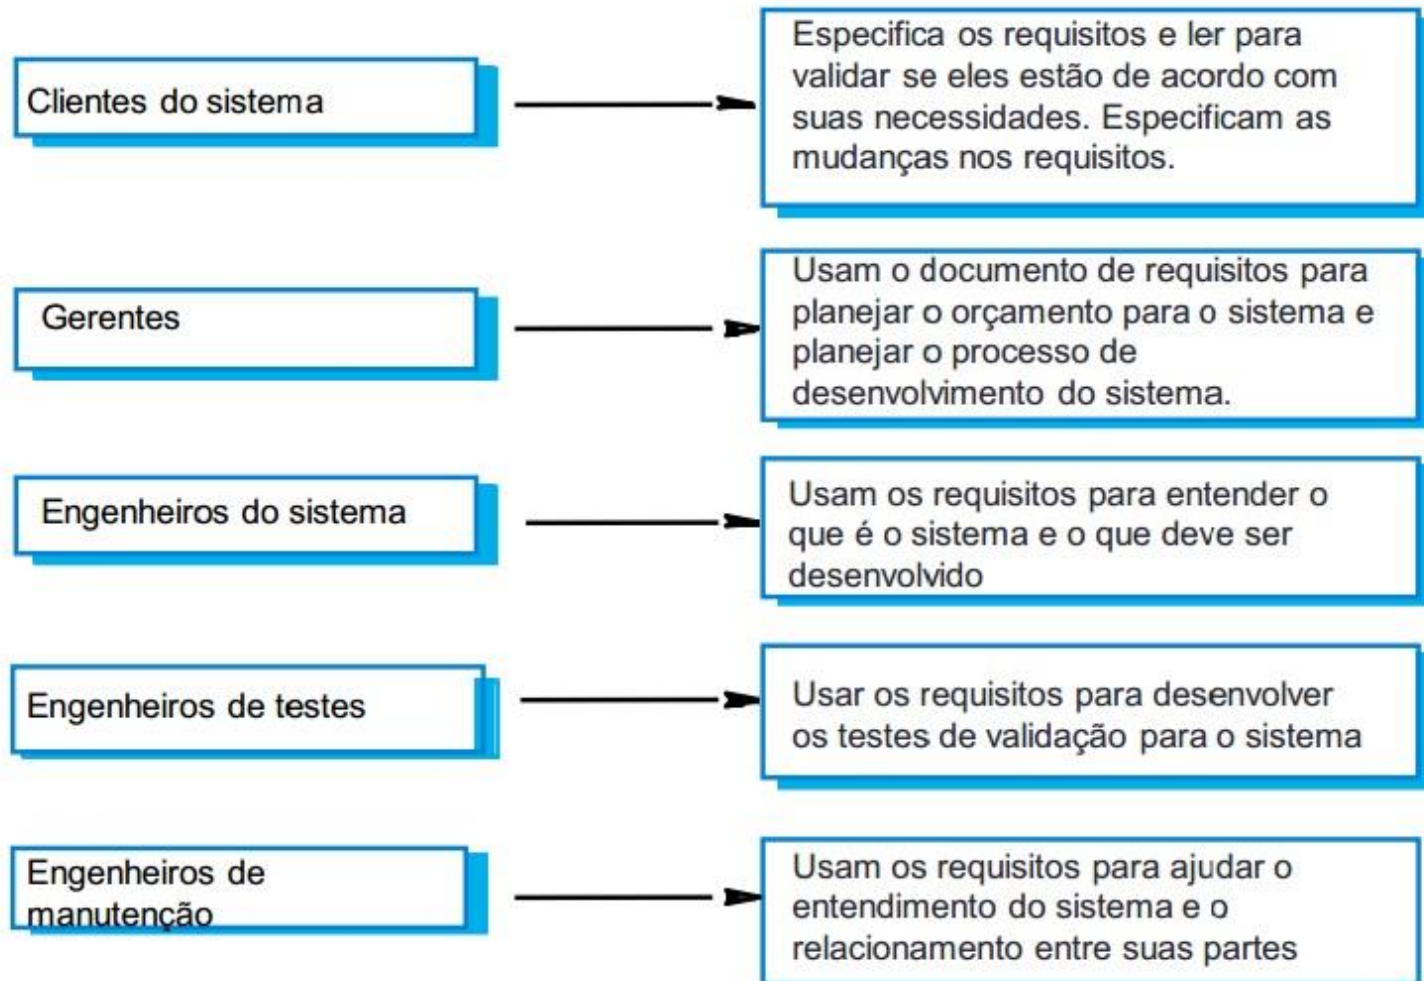 Clientes do sistema
Especifica os requisitos e ler para
validar se eles estão de acordo com
suas necessidades. Especificam as
mudanças nos requisitos.
Gerentes
Usam o documento de requisitos para
planejar o orçamento para o sistema e
planejar o processo de
desenvolvimento do sistema.
Engenheiros do sistema
Usam os requisitos para entender o
que é o sistema e o que deve ser
desenvolvido
Engenheiros de testes
Usar os requisitos para desenvolver
os testes de validação para o sistema
Engenheiros de
manutenção
Usam os requisitos para ajudar o
entendimento do sistema e o
relacionamento entre suas partes